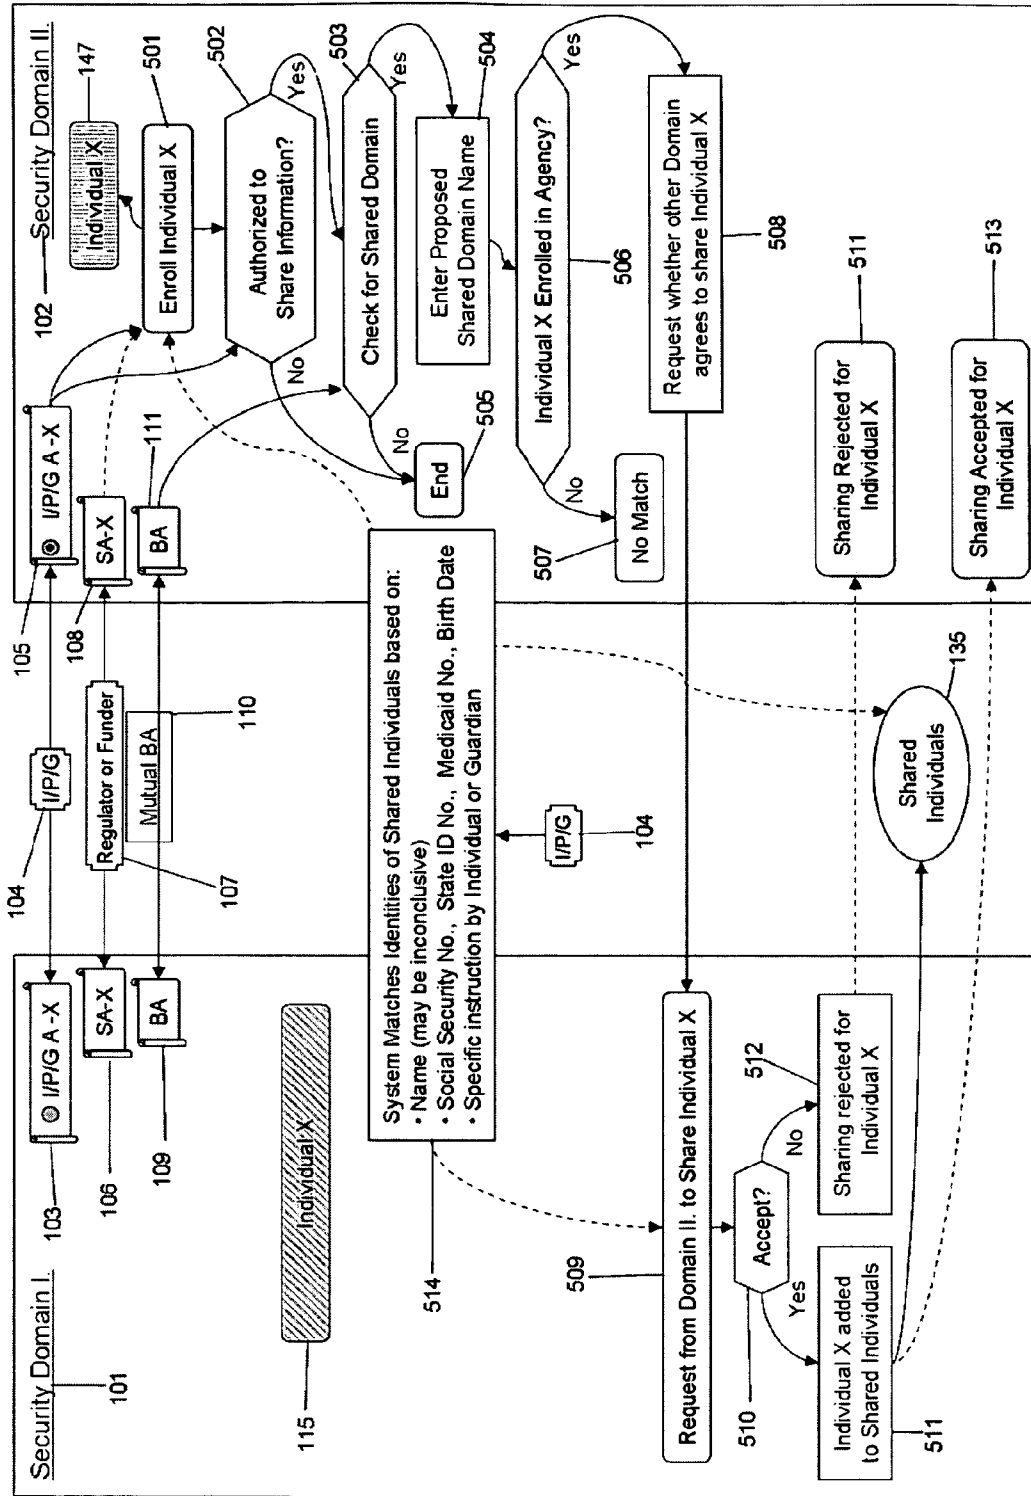 Security Domain I.
101
103
I/P/G A -X
106
SA-X
109
BA
115
Individual X
104
I/P/G
Regulator or Funder
107
Mutual BA
110
Security Domain II.
102
105
I/P/G A -X
108
SA-X
BA
111
147
Individual X
501
Enroll Individual X
502
Authorized to
Share Information?
Yes
No
503
Check for Shared Domain
Yes
No
End
505
504
Enter Proposed
Shared Domain Name
Individual X Enrolled in Agency?
506
Yes
No
507
No Match
Request whether other Domain
agrees to share Individual X
508
System Matches Identities of Shared Individuals based on:
• Name (may be inconclusive)
• Social Security No., State ID No., Medicaid No., Birth Date
• Specific instruction by Individual or Guardian
514
I/P/G
104
509
Request from Domain II. to Share Individual X
510
Accept?
Yes
No
512
Individual X added
to Shared Individuals
511
Sharing rejected for
Individual X
Shared
Individuals
135
Sharing Rejected for
Individual X
511
Sharing Accepted for
Individual X
513